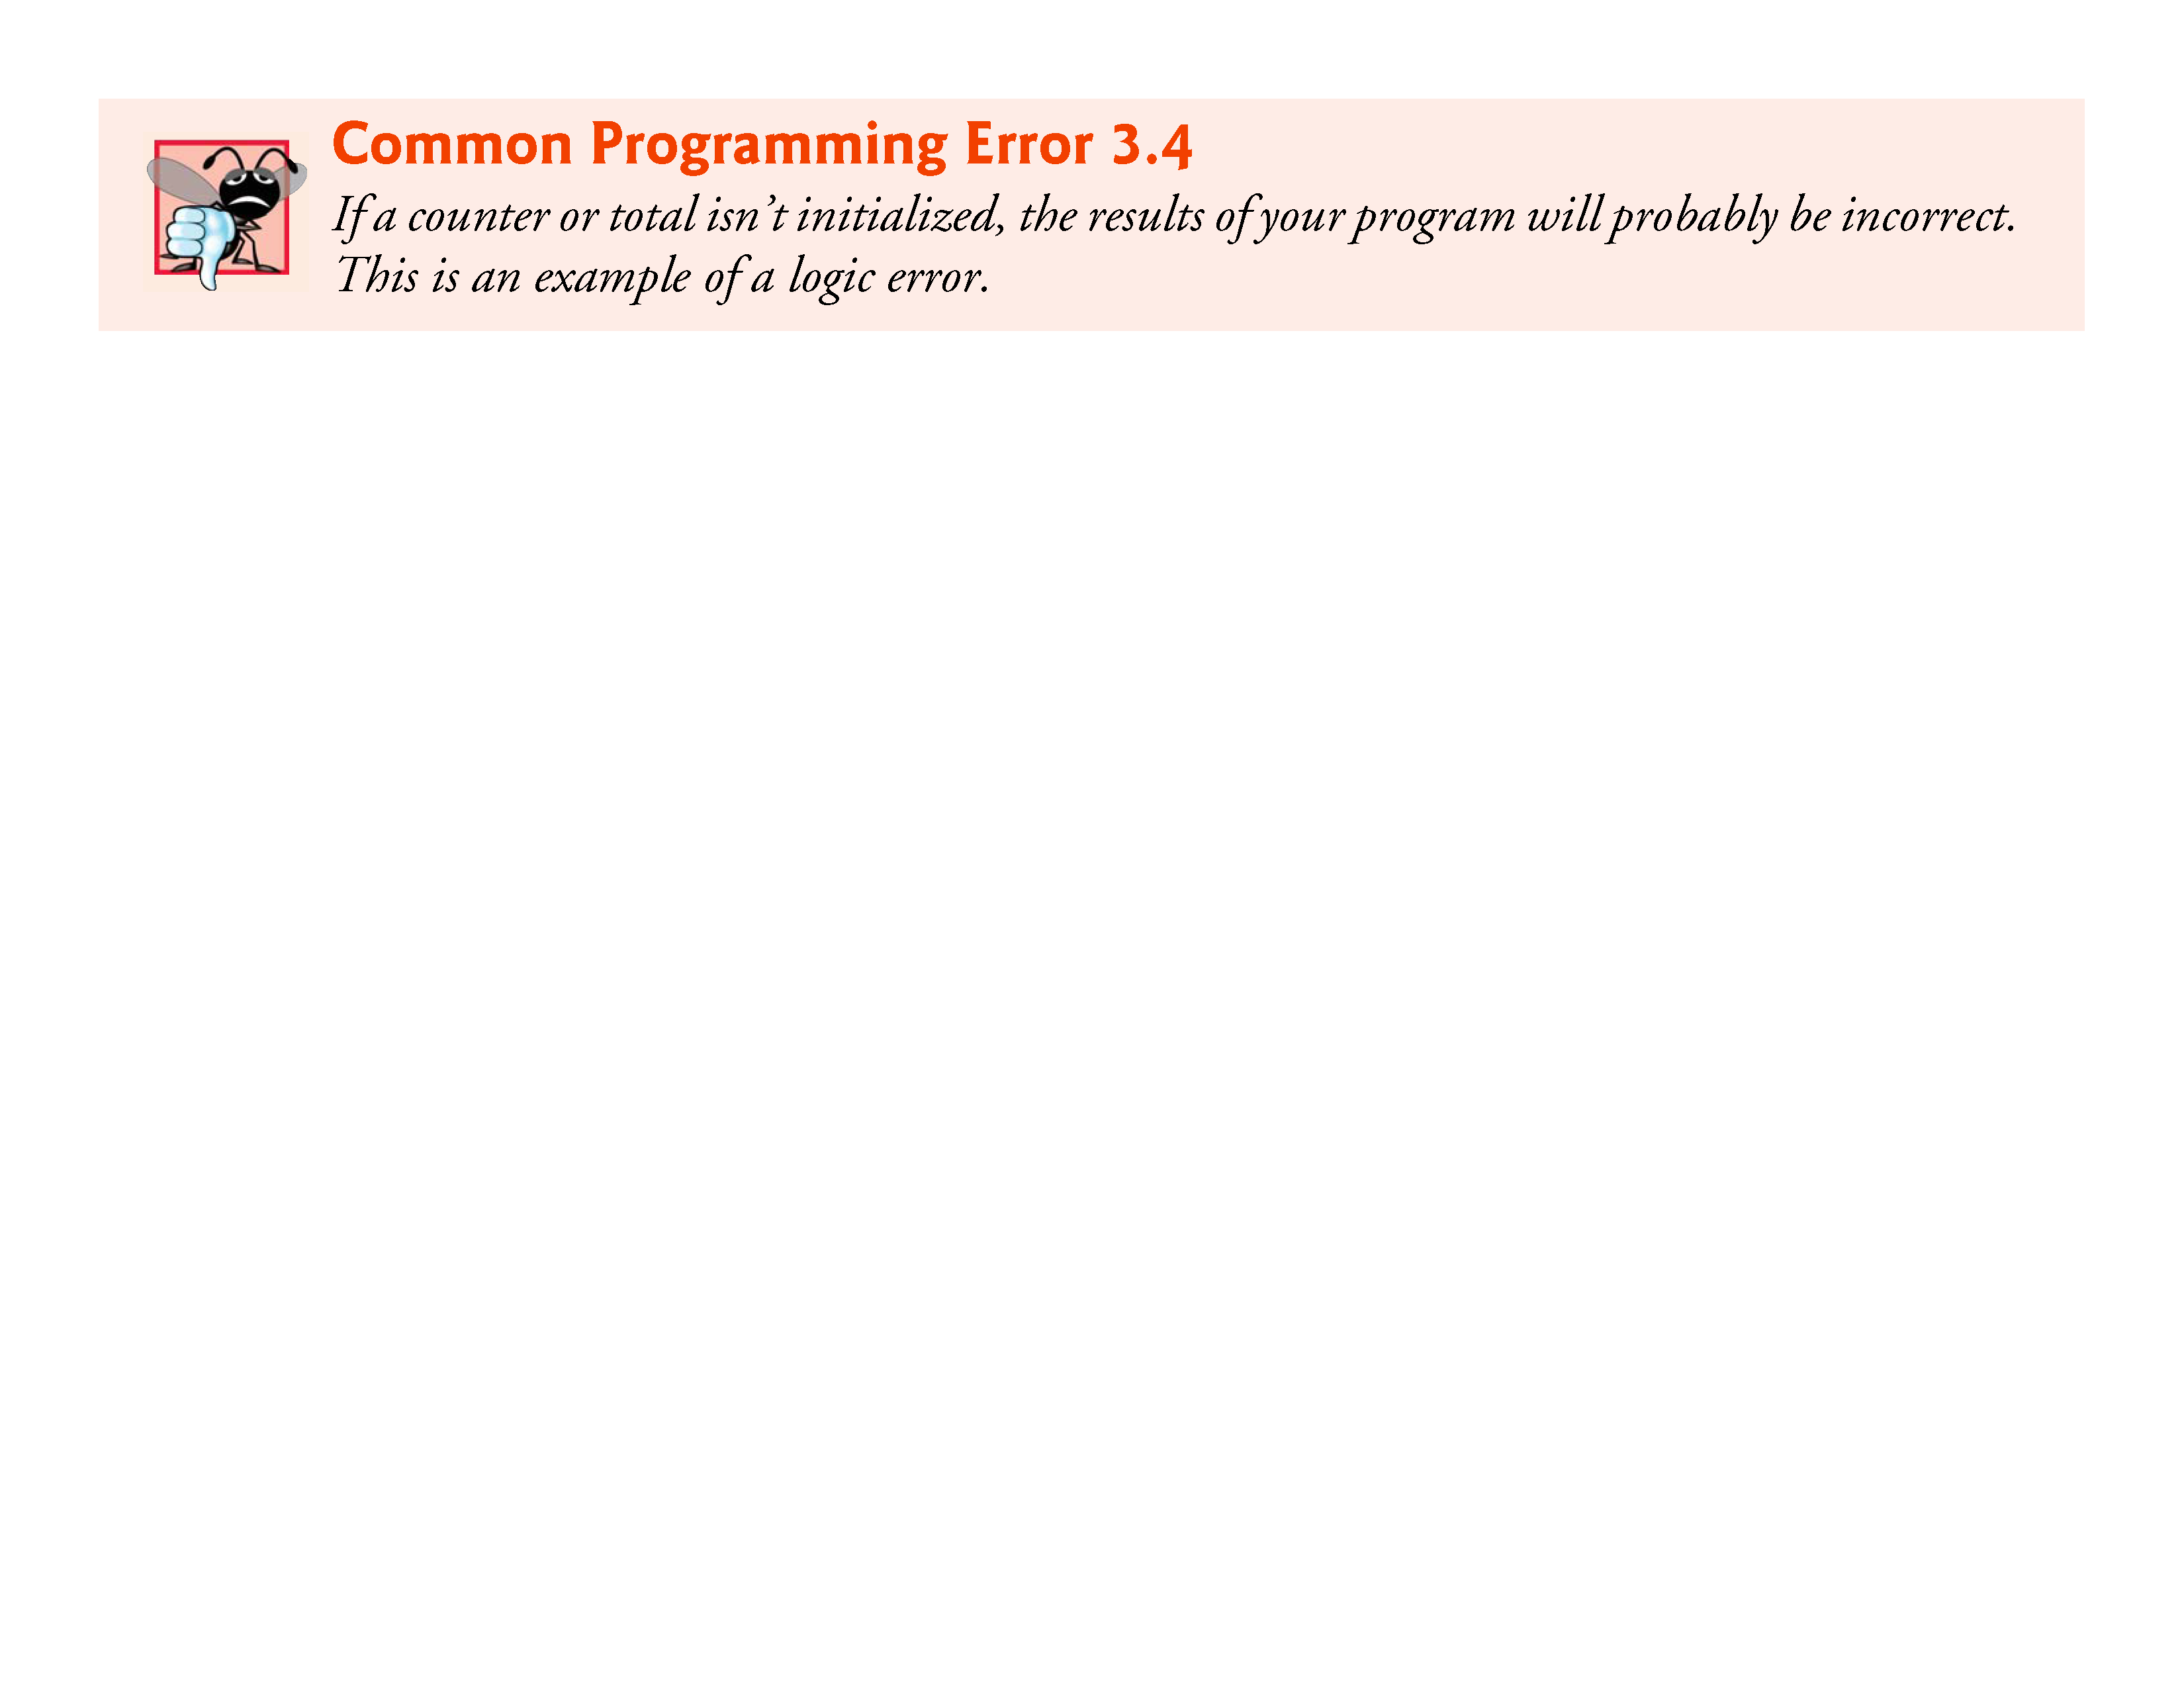 Common Programming Error 3.4
If a counter or total isn’t initialized, the results of your program will probably be incorrect.
This is an example of a logic error.